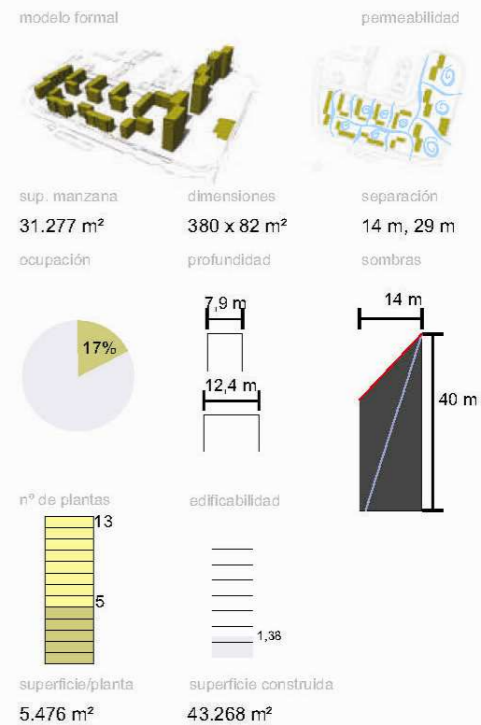 modelo formal
permeabilidad
sup. manzana
dimensiones
separación
31.277 m²
380 x 82 m²
14 m, 29 m
ocupación
profundidad
sombras
17%
7,9 m
12,4 m
14 m
40 m
nº de plantas
edificabilidad
13
5
1,38
superficie/planta
superficie construida
5.476 m²
43.268 m²